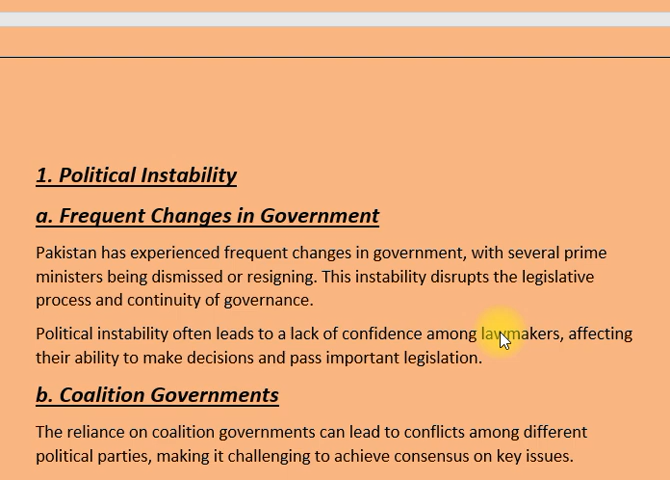 1. Political Instability
a. Frequent Changes in Government
Pakistan has experienced frequent changes in government, with several prime
ministers being dismissed or resigning. This instability disrupts the legislative
process and continuity of governance.
Political instability often leads to a lack of confidence among lawmakers, affecting
their ability to make decisions and pass important legislation.
b. Coalition Governments
The reliance on coalition governments can lead to conflicts among different
political parties, making it challenging to achieve consensus on key issues.